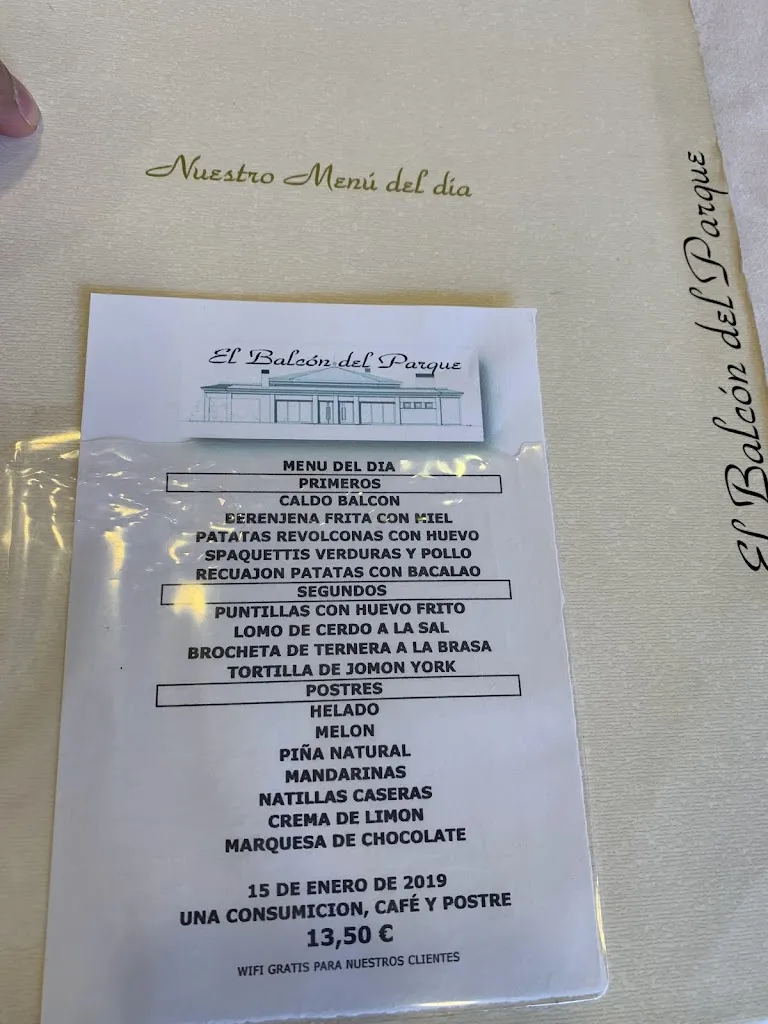 Nuestro Menú del día
El Balcón del Parque
El Balcón del Parque
MENU DEL DIA
PRIMEROS
CALDO BALCON
BERENJENA FRITA CON MIEL
PATATAS REVOLCONAS CON HUEVO
SPAQUETTIS VERDURAS Y POLLO
RECUAJON PATATAS CON BACALAO
SEGUNDOS
PUNTILLAS CON HUEVO FRITO
LOMO DE CERDO A LA SAL
BROCHETA DE TERNERA A LA BRASA
TORTILLA DE JOMON YORK
POSTRES
HELADO
MELON
PIÑA NATURAL
MANDARINAS
NATILLAS CASERAS
CREMA DE LIMON
MARQUESA DE CHOCOLATE
15 DE ENERO DE 2019
UNA CONSUMICION, CAFÉ Y POSTRE
13,50 €
WIFI GRATIS PARA NUESTROS CLIENTES